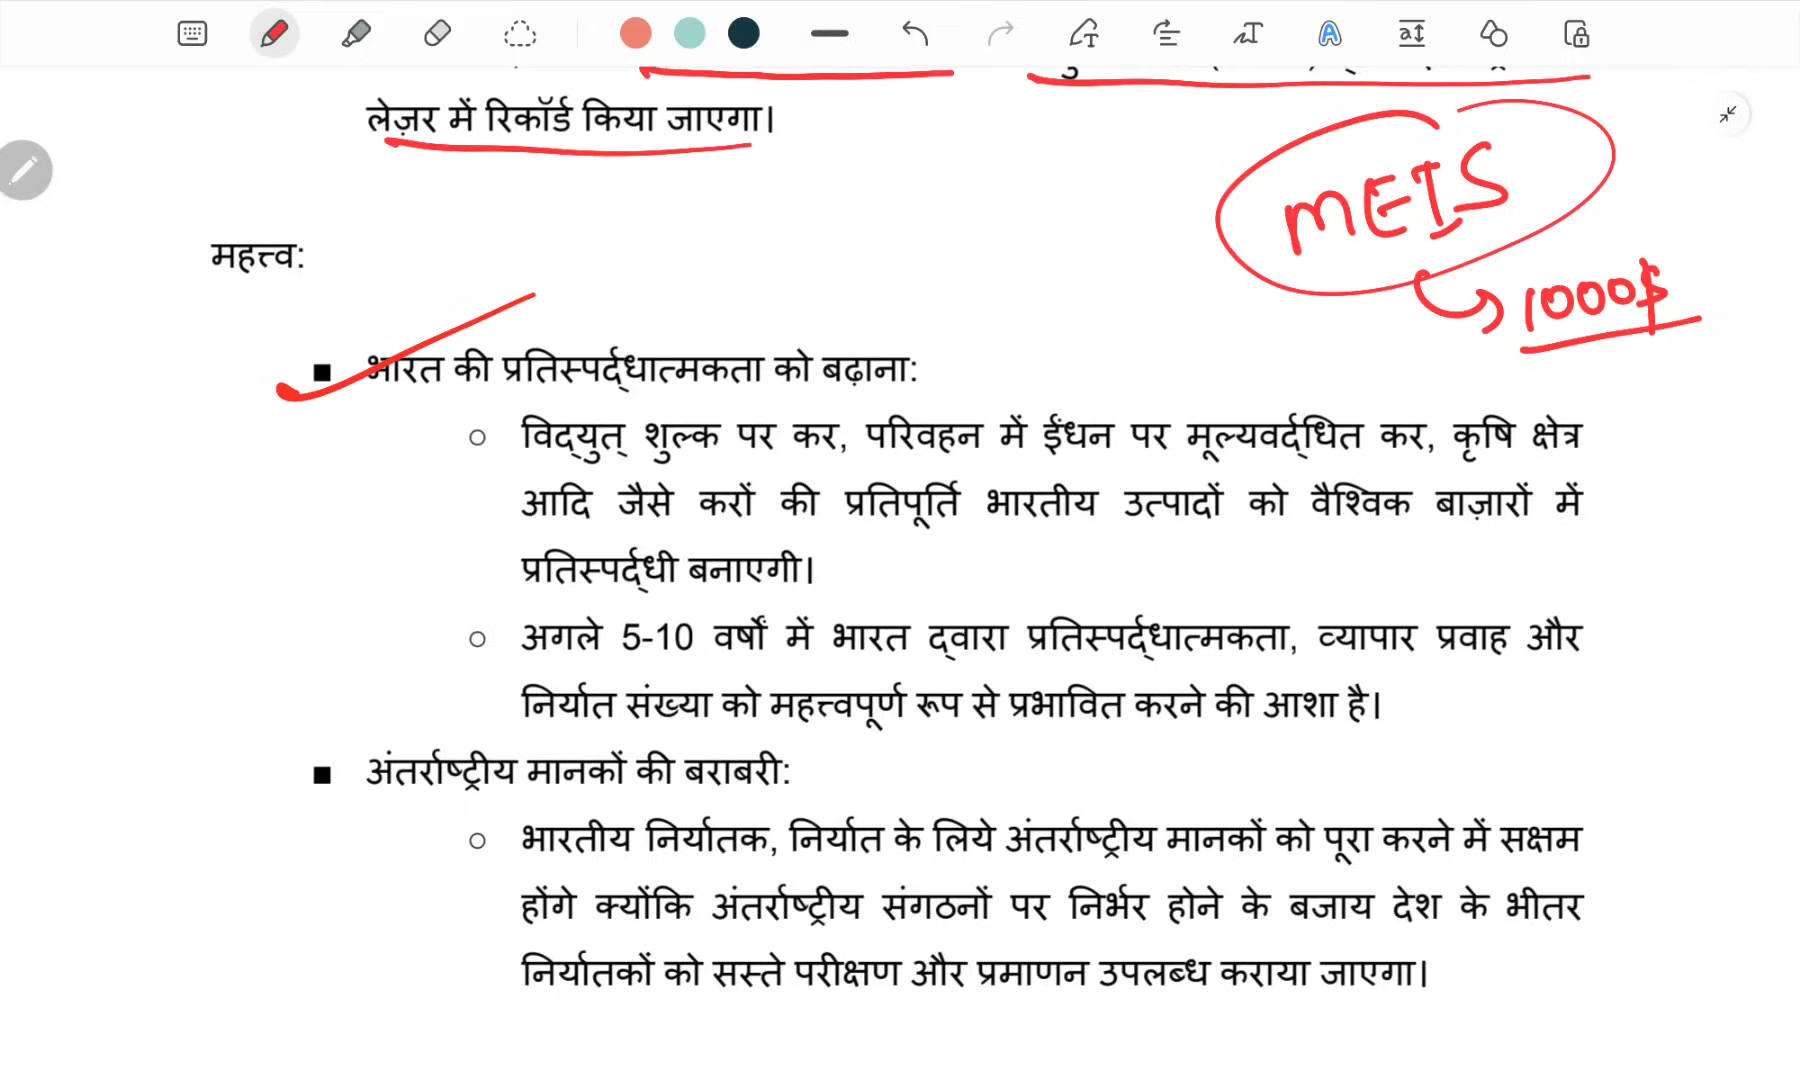 लेज़र में रिकॉर्ड किया जाएगा।
MEIS
1000$
महत्त्व:
■ भारत की प्रतिस्पर्द्धात्मकता को बढ़ाना:
○ विद्युत् शुल्क पर कर, परिवहन में ईंधन पर मूल्यवर्द्धित कर, कृषि क्षेत्र
आदि जैसे करों की प्रतिपूर्ति भारतीय उत्पादों को वैश्विक बाज़ारों में
प्रतिस्पर्द्धी बनाएगी।
○ अगले 5-10 वर्षों में भारत द्वारा प्रतिस्पर्द्धात्मकता, व्यापार प्रवाह और
निर्यात संख्या को महत्त्वपूर्ण रूप से प्रभावित करने की आशा है।
■ अंतर्राष्ट्रीय मानकों की बराबरी:
○ भारतीय निर्यातक, निर्यात के लिये अंतर्राष्ट्रीय मानकों को पूरा करने में सक्षम
होंगे क्योंकि अंतर्राष्ट्रीय संगठनों पर निर्भर होने के बजाय देश के भीतर
निर्यातकों को सस्ते परीक्षण और प्रमाणन उपलब्ध कराया जाएगा।